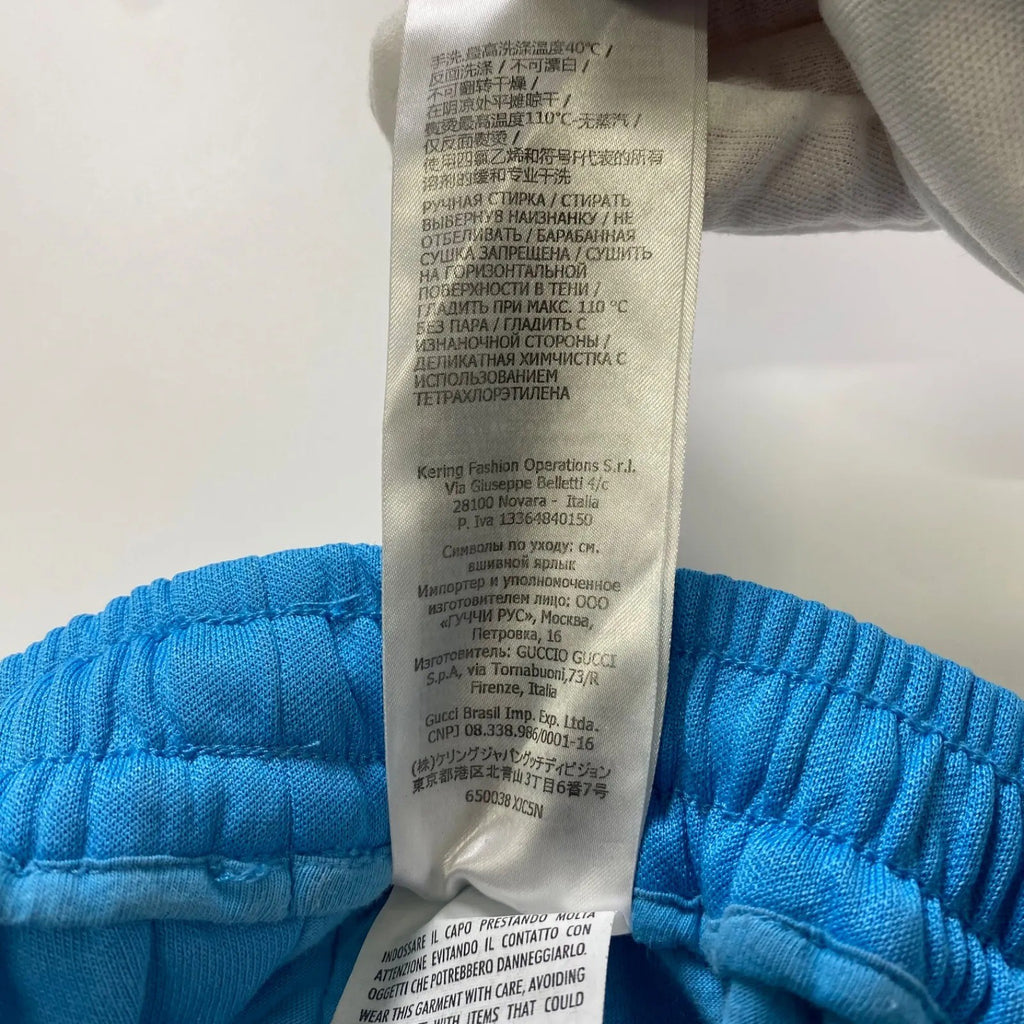 手洗.最高洗涤温度40℃ /
反面洗涤 / 不可漂白 /
不可翻转干燥 /
在阴凉处平摊晾干 /
熨烫最高温度110℃-无蒸汽 /
仅反面熨烫 /
使用四氯乙烯和符号F代表的所有
溶剂的缓和专业干洗
РУЧНАЯ СТИРКА / СТИРАТЬ
ВЫВЕРНУВ НАИЗНАНКУ / НЕ
ОТБЕЛИВАТЬ / БАРАБАННАЯ
СУШКА ЗАПРЕЩЕНА / СУШИТЬ
НА ГОРИЗОНТАЛЬНОЙ
ПОВЕРХНОСТИ В ТЕНИ /
ГЛАДИТЬ ПРИ МАКС. 110 °C
БЕЗ ПАРА / ГЛАДИТЬ С
ИЗНАНОЧНОЙ СТОРОНЫ /
ДЕЛИКАТНАЯ ХИМЧИСТКА С
ИСПОЛЬЗОВАНИЕМ
ТЕТРАХЛОРЭТИЛЕНА
Kering Fashion Operations S.r.l.
Via Giuseppe Belletti 4/c
28100 Novara - Italia
P. Iva 13364840150
Символы по уходу: см.
вшивной ярлык
Импортер и уполномоченное
изготовителем лицо: ООО
«ГУЧЧИ РУС», Москва,
Петровка, 16
Изготовитель: GUCCIO GUCCI
S.p.A, via Tornabuoni,73/R
Firenze, Italia
Gucci Brasil Imp. Exp. Ltda.
CNPJ 08.338.986/0001-16
(株)ケリングジャパングッチディビジョン
東京都港区北青山3丁目6番7号
650038 XJC5N
INDOSSARE IL CAPO PRESTANDO MOLTA
ATTENZIONE EVITANDO IL CONTATTO CON
OGGETTI CHE POTREBBERO DANNEGGIARLO.
WEAR THIS GARMENT WITH CARE, AVOIDING
WITH ITEMS THAT COULD